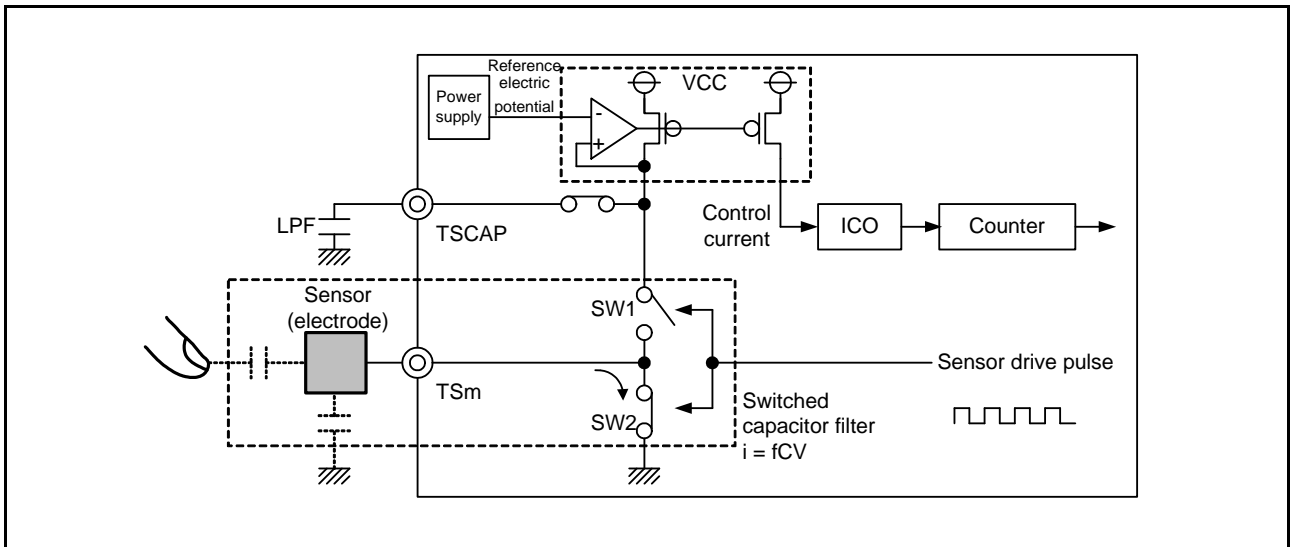 Reference
electric
potential
Power
supply
VCC
-
+
LPF
TSCAP
Control
current
ICO
Counter
Sensor
(electrode)
SW1
TSm
SW2
Sensor drive pulse
Switched
capacitor filter
i = fCV